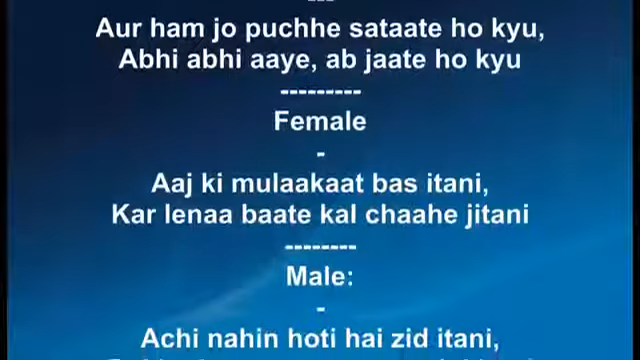 ---
Aur ham jo puchhe sataate ho kyu,
Abhi abhi aaye, ab jaate ho kyu
---------
Female
-
Aaj ki mulaakaat bas itani,
Kar lenaa baate kal chaahe jitani
--------
Male:
-
Achi nahin hoti hai zid itani,